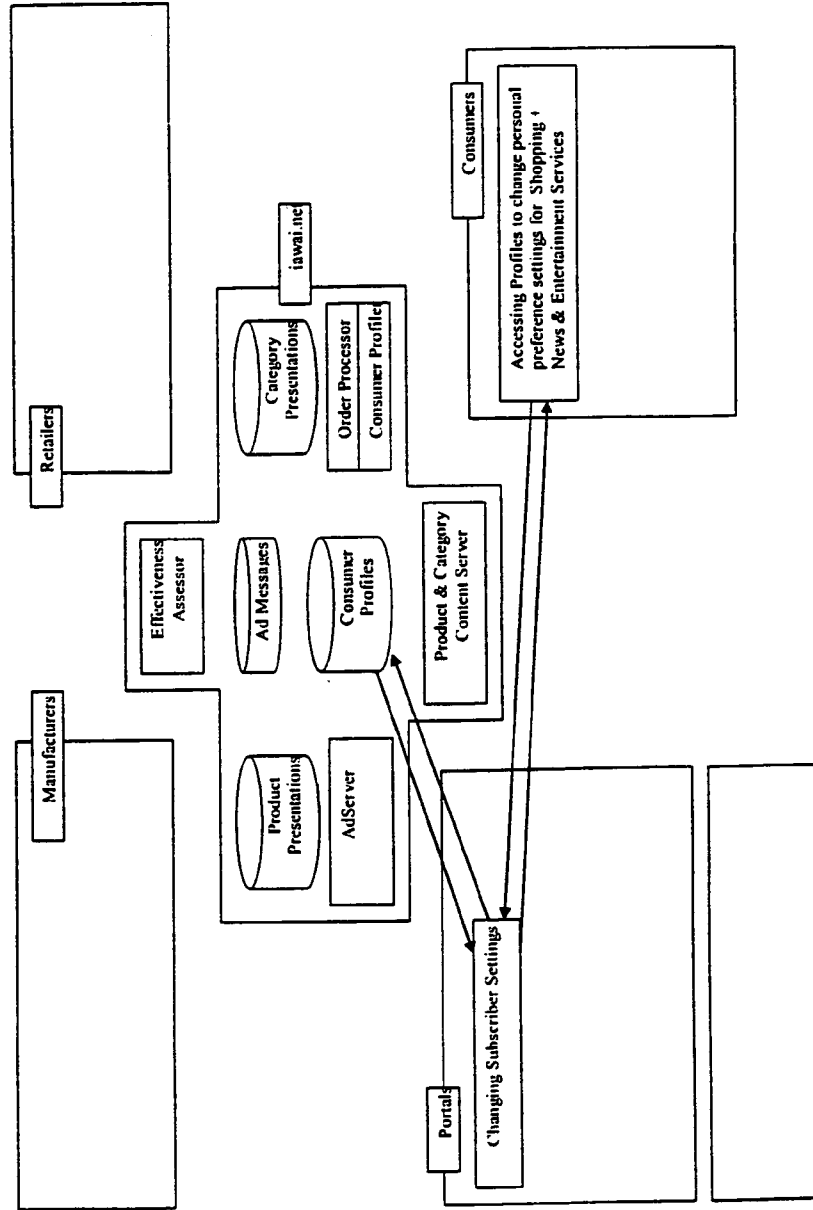 Manufacturers
Retailers
Effectiveness
Assessor
iawai.net
Product
Presentations
Ad Messages
Category
Presentations
AdServer
Consumer
Profiles
Order Processor
Consumer Profiler
Product & Category
Content Server
Portals
Changing Subscriber Settings
Consumers
Accessing Profiles to change personal
preference settings for Shopping +
News & Entertainment Services